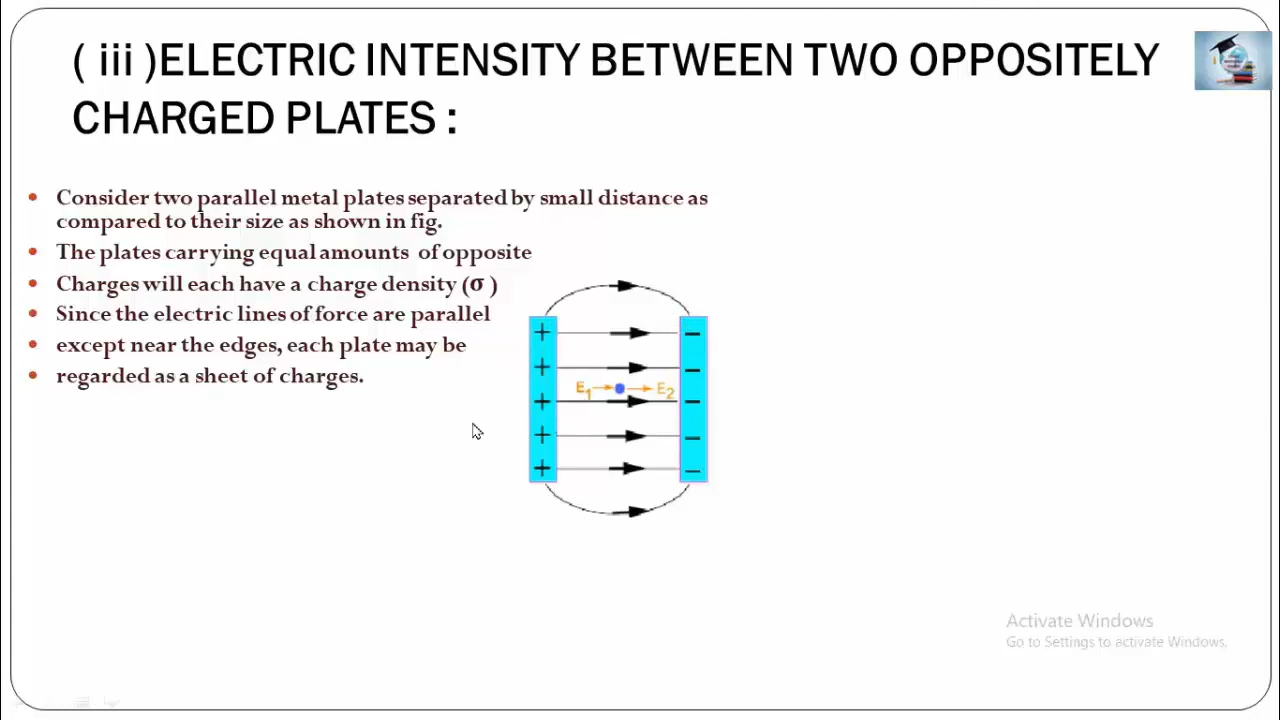 ( iii )ELECTRIC INTENSITY BETWEEN TWO OPPOSITELY
CHARGED PLATES :
• Consider two parallel metal plates separated by small distance as
compared to their size as shown in fig.
• The plates carrying equal amounts of opposite
• Charges will each have a charge density (σ )
• Since the electric lines of force are parallel
• except near the edges, each plate may be
• regarded as a sheet of charges.
+ −
+ −
E1 E2
+ −
+ −
+ −
Activate Windows
Go to Settings to activate Windows.